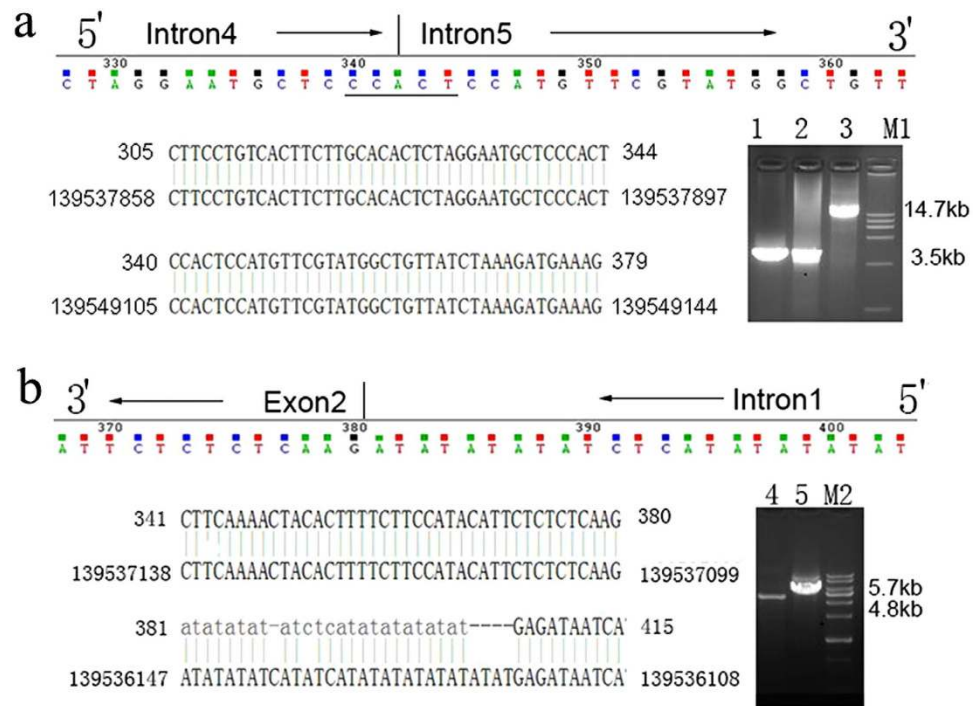 a
5' Intron4 Intron5 3'
330 340 350 360
C T A G G A A T G C T C C C A C T C C A T G T T C G T A T G G C T G T T
305 CTTCCTGTCACTTCTTGCACACTCTAGGAATGCTCCCACT 344
139537858 CTTCCTGTCACTTCTTGCACACTCTAGGAATGCTCCCACT 139537897
340 CCACTCCATGTTCGTATGGCTGTTATCTAAAGATGAAAG 379
139549105 CCACTCCATGTTCGTATGGCTGTTATCTAAAGATGAAAG 139549144
1 2 3 M1
14.7kb
3.5kb
b
3' Exon2 Intron1 5'
370 380 390 400
A T T C T C T C T C A A G A T A T A T A T A T C T C A T A T A T A T A T
341 CTTCAAAACTACACTTTTCTTCCATACATTCTCTCTCAAG 380
139537138 CTTCAAAACTACACTTTTCTTCCATACATTCTCTCTCAAG 139537099
381 atatatat-atctcatatatatatat----GAGATAATCA 415
139536147 ATATATATCATATCATATATATATATATATGAGATAATCA 139536108
4 5 M2
5.7kb
4.8kb